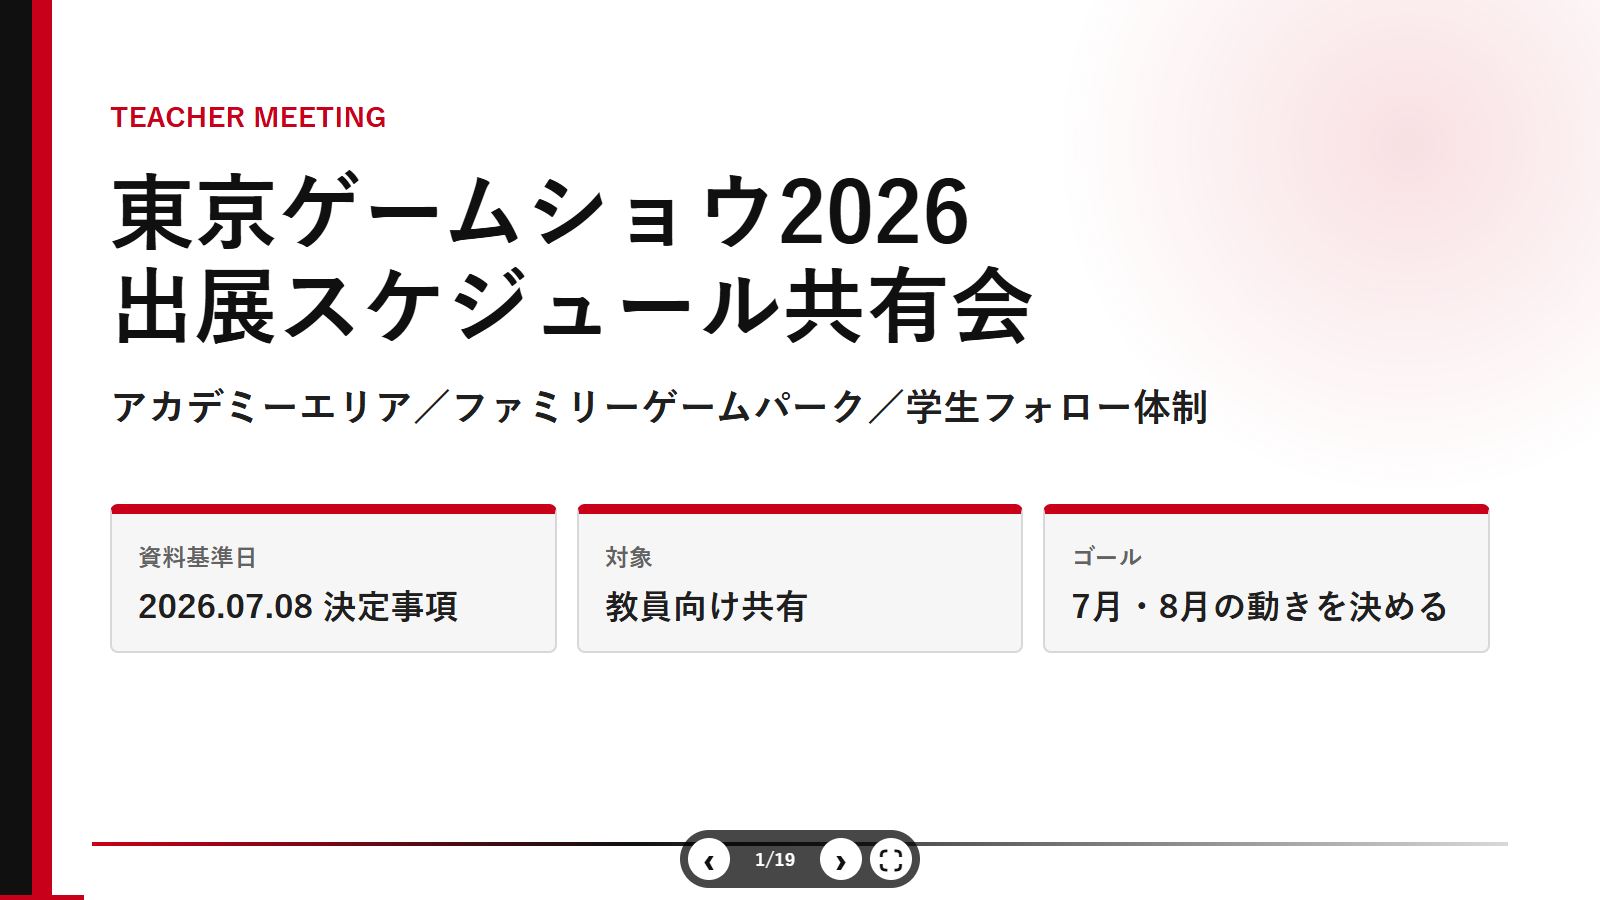 TEACHER MEETING
東京ゲームショウ2026
出展スケジュール共有会
アカデミーエリア／ファミリーゲームパーク／学生フォロー体制
資料基準日
2026.07.08 決定事項
対象
教員向け共有
ゴール
7月・8月の動きを決める
1/19